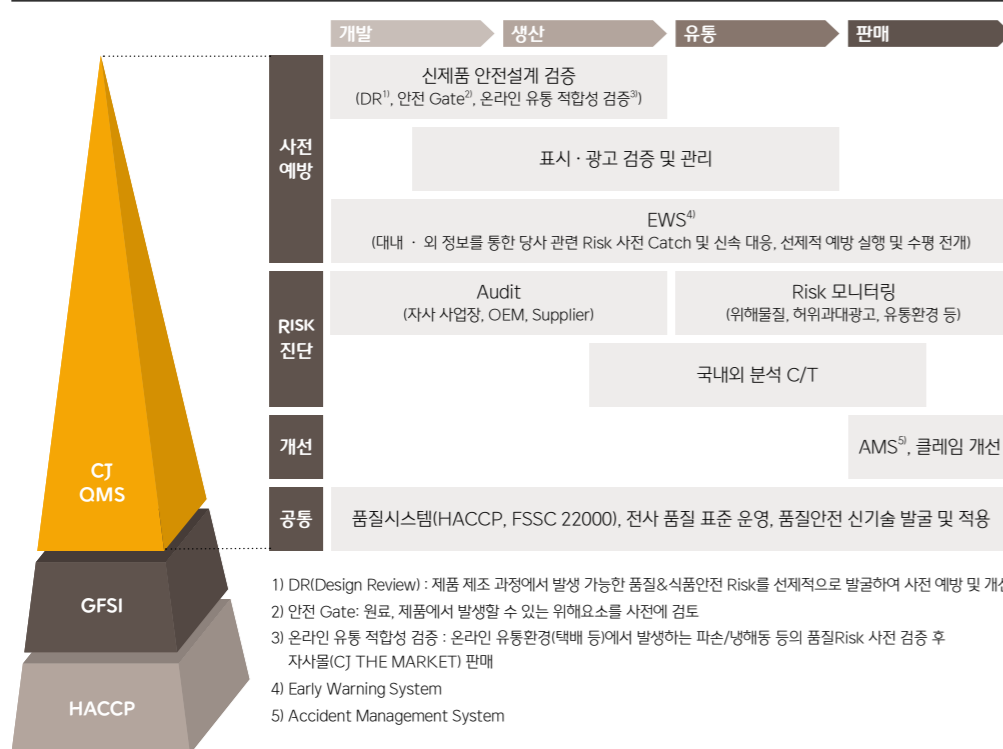 개발
생산
유통
판매
사전
예방
신제품 안전설계 검증
(DR1), 안전 Gate2), 온라인 유통 적합성 검증3))
표시 · 광고 검증 및 관리
EWS4)
(대내 · 외 정보를 통한 당사 관련 Risk 사전 Catch 및 신속 대응, 선제적 예방 실행 및 수평 전개)
RISK
진단
Audit
(자사 사업장, OEM, Supplier)
Risk 모니터링
(위해물질, 허위과대광고, 유통환경 등)
국내외 분석 C/T
개선
AMS5), 클레임 개선
공통
품질시스템(HACCP, FSSC 22000), 전사 품질 표준 운영, 품질안전 신기술 발굴 및 적용
CJ
QMS
GFSI
HACCP
1) DR(Design Review) : 제품 제조 과정에서 발생 가능한 품질&식품안전 Risk를 선제적으로 발굴하여 사전 예방 및 개선
2) 안전 Gate: 원료, 제품에서 발생할 수 있는 위해요소를 사전에 검토
3) 온라인 유통 적합성 검증 : 온라인 유통환경(택배 등)에서 발생하는 파손/냉해동 등의 품질Risk 사전 검증 후
자사몰(CJ THE MARKET) 판매
4) Early Warning System
5) Accident Management System